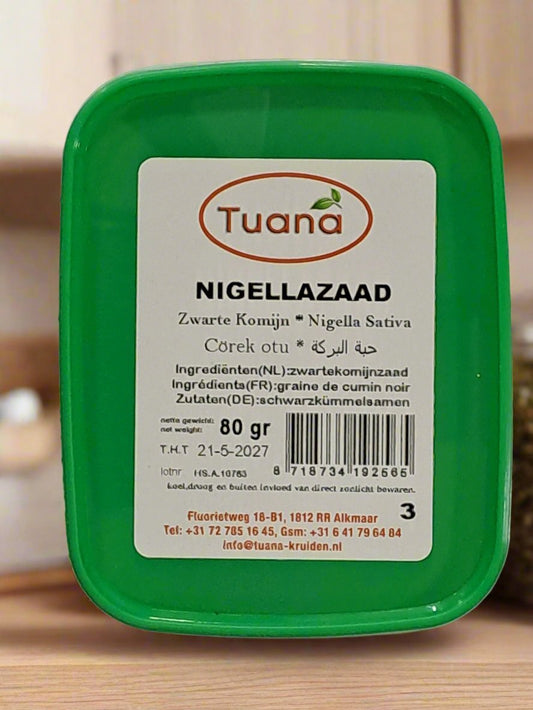 Tuana
NIGELLAZAAD
Zwarte Komijn * Nigella Sativa
Çörek otu * حبة البركة
Ingrediënten(NL):zwartekomijnzaad
Ingrédients(FR):graine de cumin noir
Zutaten(DE):schwarzkümmelsamen
netto gewicht:
net weight: 80 gr
T.H.T 21-5-2027
lotnr HS.A.10763
8 718734 192565
koel,droog en buiten invloed van direct zonlicht bewaren.
3
Fluorietweg 18-B1, 1812 RR Alkmaar
Tel: +31 72 785 16 45, Gsm: +31 6 41 79 64 84
info@tuana-kruiden.nl